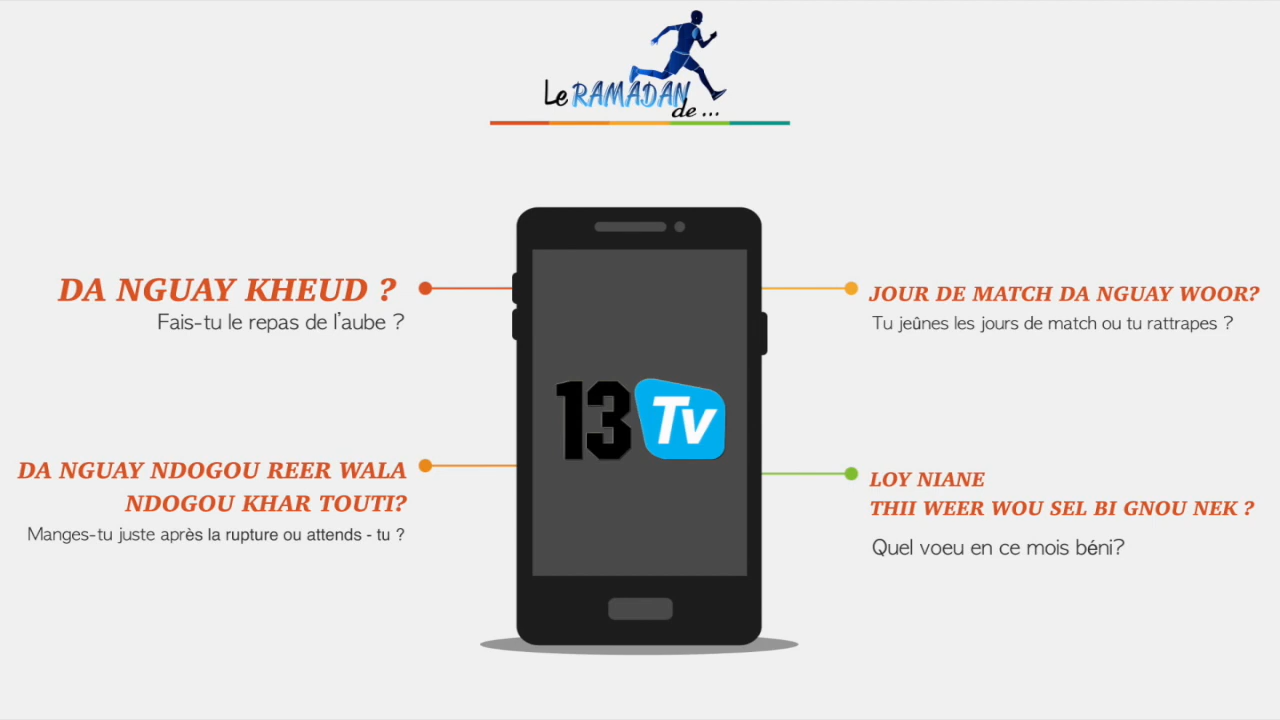 Le RAMADAN
de ...
DA NGUAY KHEUD ?
Fais-tu le repas de l'aube ?
JOUR DE MATCH DA NGUAY WOOR?
Tu jeûnes les jours de match ou tu rattrapes ?
13 Tv
DA NGUAY NDOGOU REER WALA
NDOGOU KHAR TOUTI?
Manges-tu juste après la rupture ou attends - tu ?
LOY NIANE
THII WEER WOU SEL BI GNOU NEK ?
Quel voeu en ce mois béni?